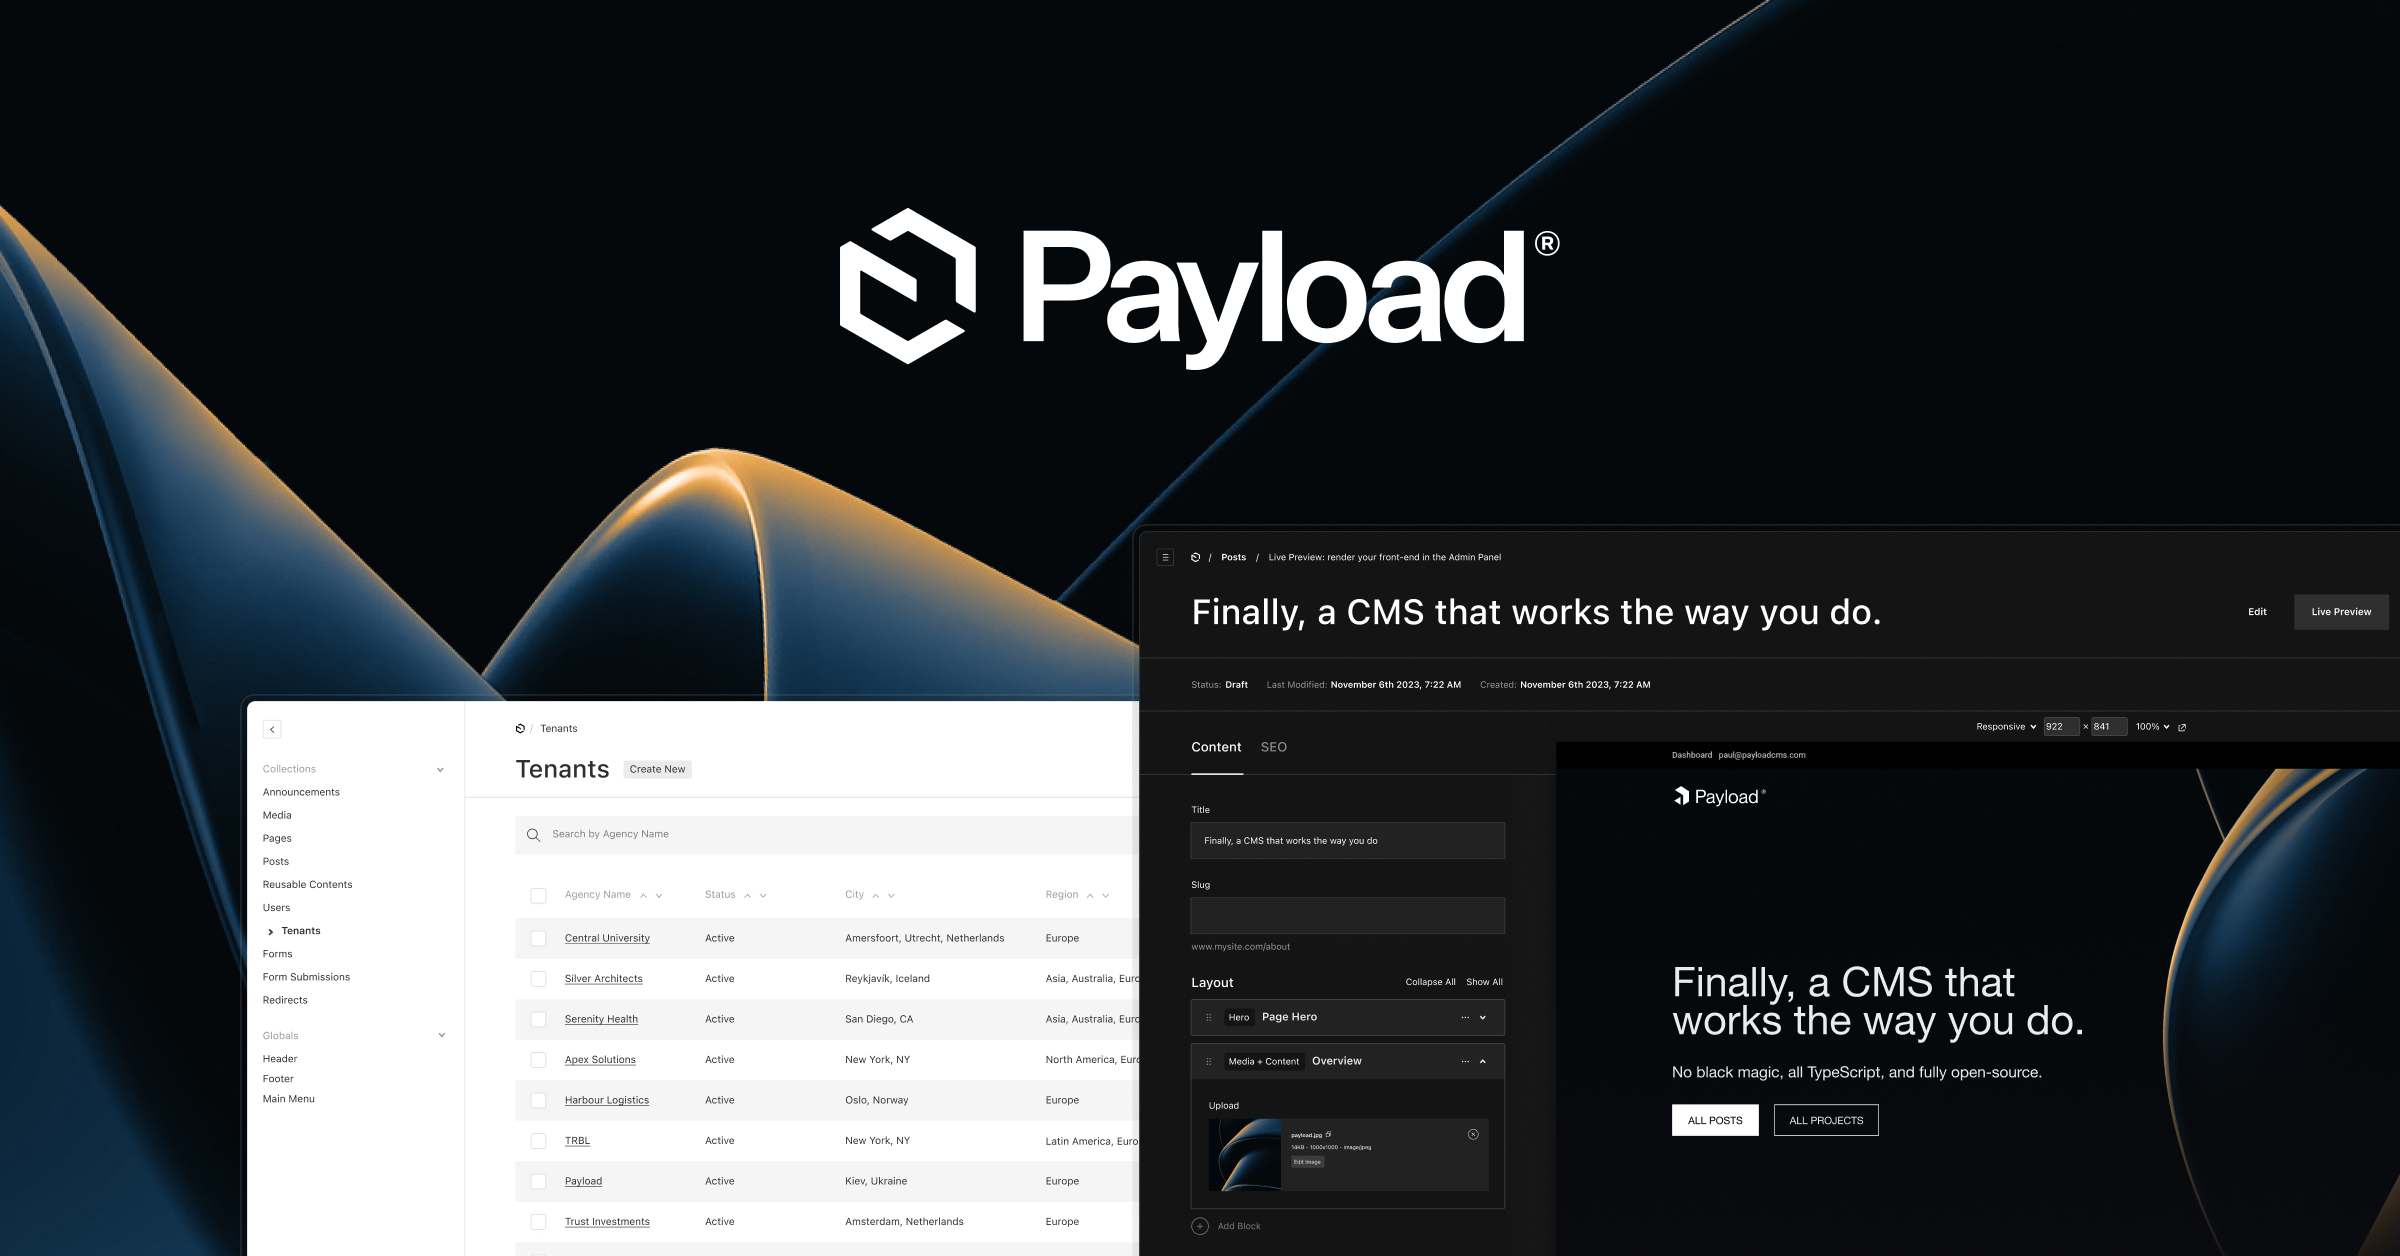 Payload®
/ Tenants
Tenants Create New
Search by Agency Name
Collections
Announcements
Media
Pages
Posts
Reusable Contents
Users
Tenants
Forms
Form Submissions
Redirects
Globals
Header
Footer
Main Menu
Agency Name Status City Region
Central University Active Amersfoort, Utrecht, Netherlands Europe
Silver Architects Active Reykjavík, Iceland Asia, Australia, Euro
Serenity Health Active San Diego, CA Asia, Australia, Euro
Apex Solutions Active New York, NY North America, Euro
Harbour Logistics Active Oslo, Norway Europe
TRBL Active New York, NY Latin America, Euro
Payload Active Kiev, Ukraine Europe
Trust Investments Active Amsterdam, Netherlands Europe
/ Posts / Live Preview: render your front-end in the Admin Panel
Finally, a CMS that works the way you do.
Edit Live Preview
Status: Draft Last Modified: November 6th 2023, 7:22 AM Created: November 6th 2023, 7:22 AM
Content SEO
Title
Finally, a CMS that works the way you do
Slug
www.mysite.com/about
Layout Collapse All Show All
Hero Page Hero
Media + Content Overview
Upload
payload.jpg
14KB - 1000x1000 - image/jpeg
Edit Image
Add Block
Responsive 922 × 841 100%
Dashboard paul@payloadcms.com
Payload®
Finally, a CMS that
works the way you do.
No black magic, all TypeScript, and fully open-source.
ALL POSTS ALL PROJECTS